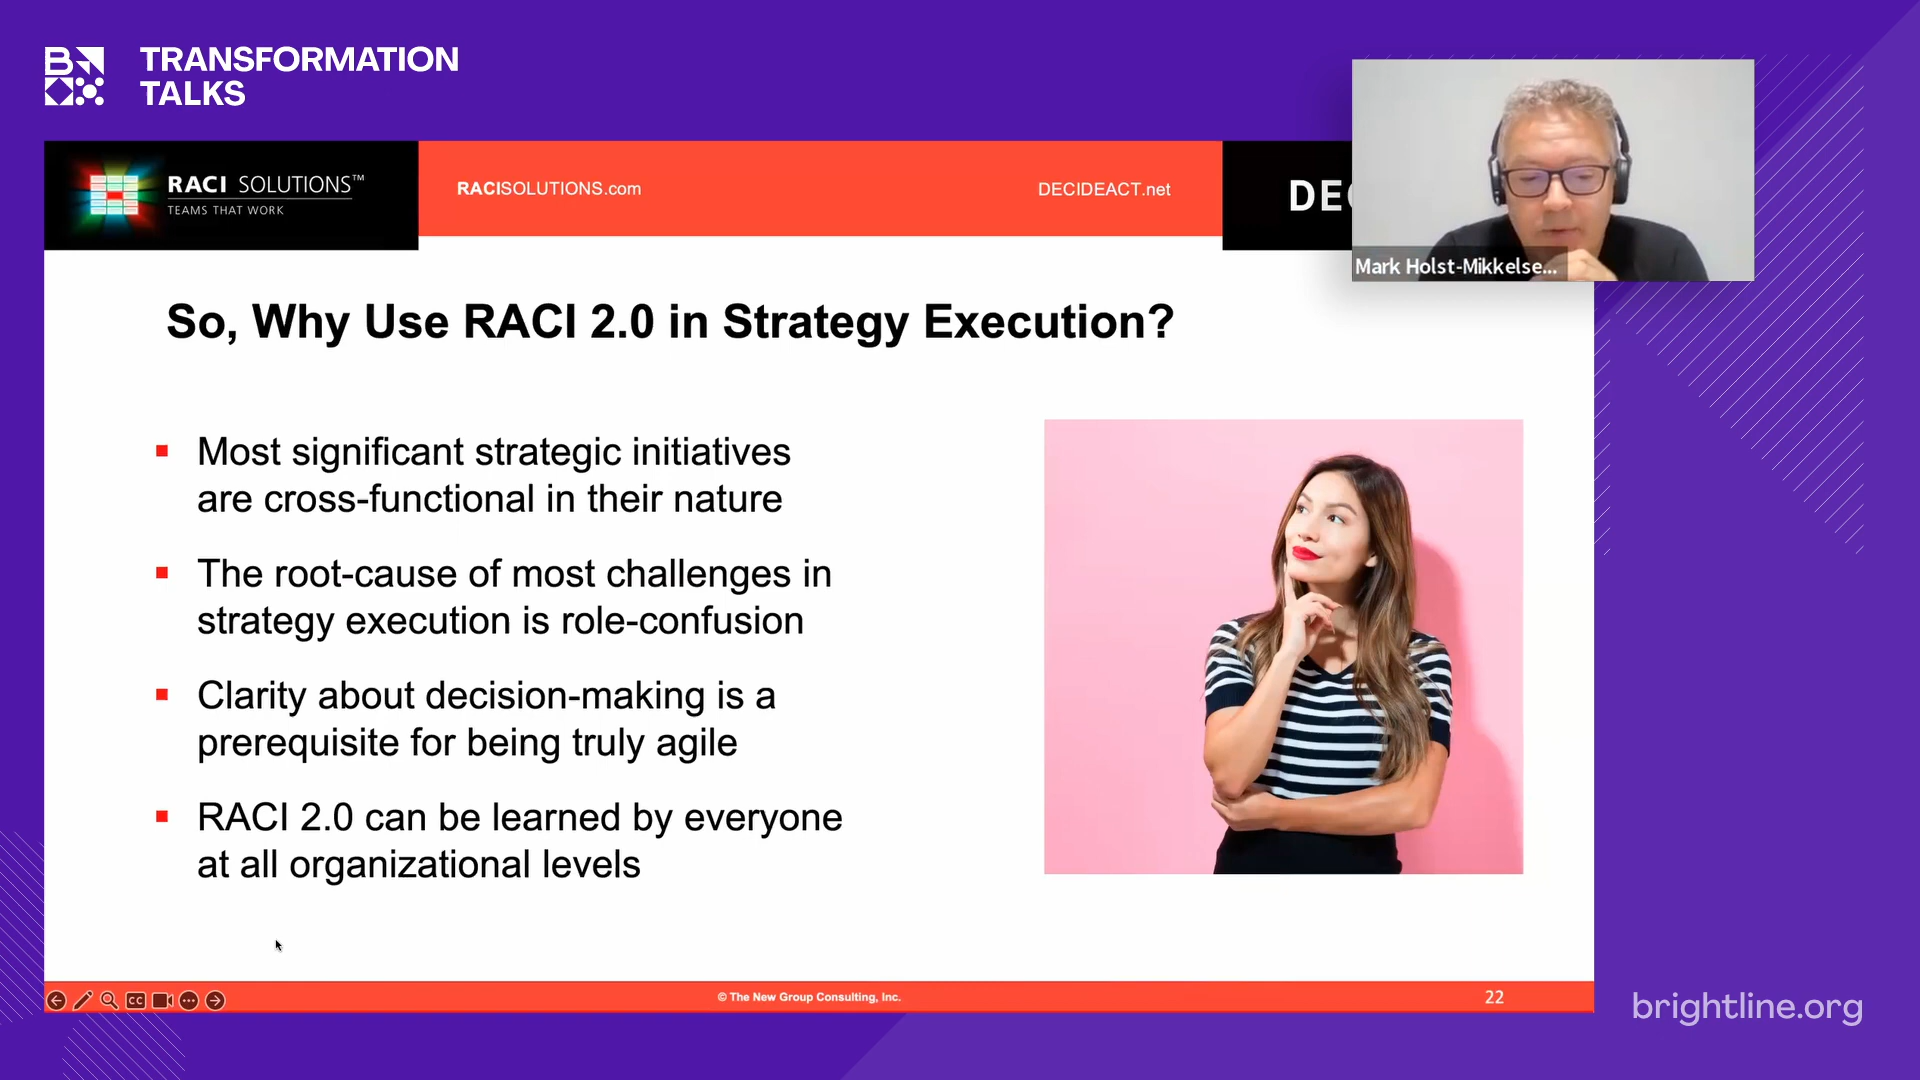 TRANSFORMATION
TALKS
RACI SOLUTIONS™
TEAMS THAT WORK
RACISOLUTIONS.com
DECIDEACT.net
Mark Holst-Mikkelse...
So, Why Use RACI 2.0 in Strategy Execution?
Most significant strategic initiatives
are cross-functional in their nature
The root-cause of most challenges in
strategy execution is role-confusion
Clarity about decision-making is a
prerequisite for being truly agile
RACI 2.0 can be learned by everyone
at all organizational levels
CC
© The New Group Consulting, Inc.
22
brightline.org